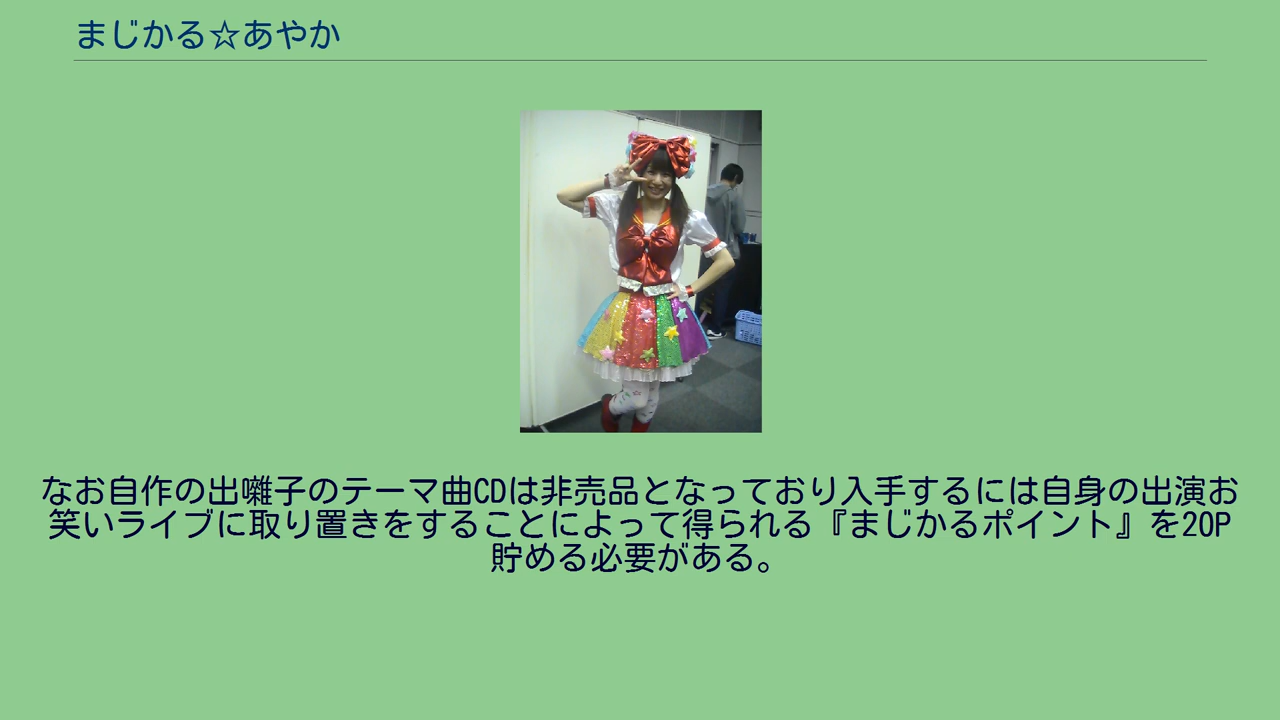 まじかる☆あやか
なお自作の出囃子のテーマ曲CDは非売品となっており入手するには自身の出演お
笑いライブに取り置きをすることによって得られる『まじかるポイント』を20P
貯める必要がある。